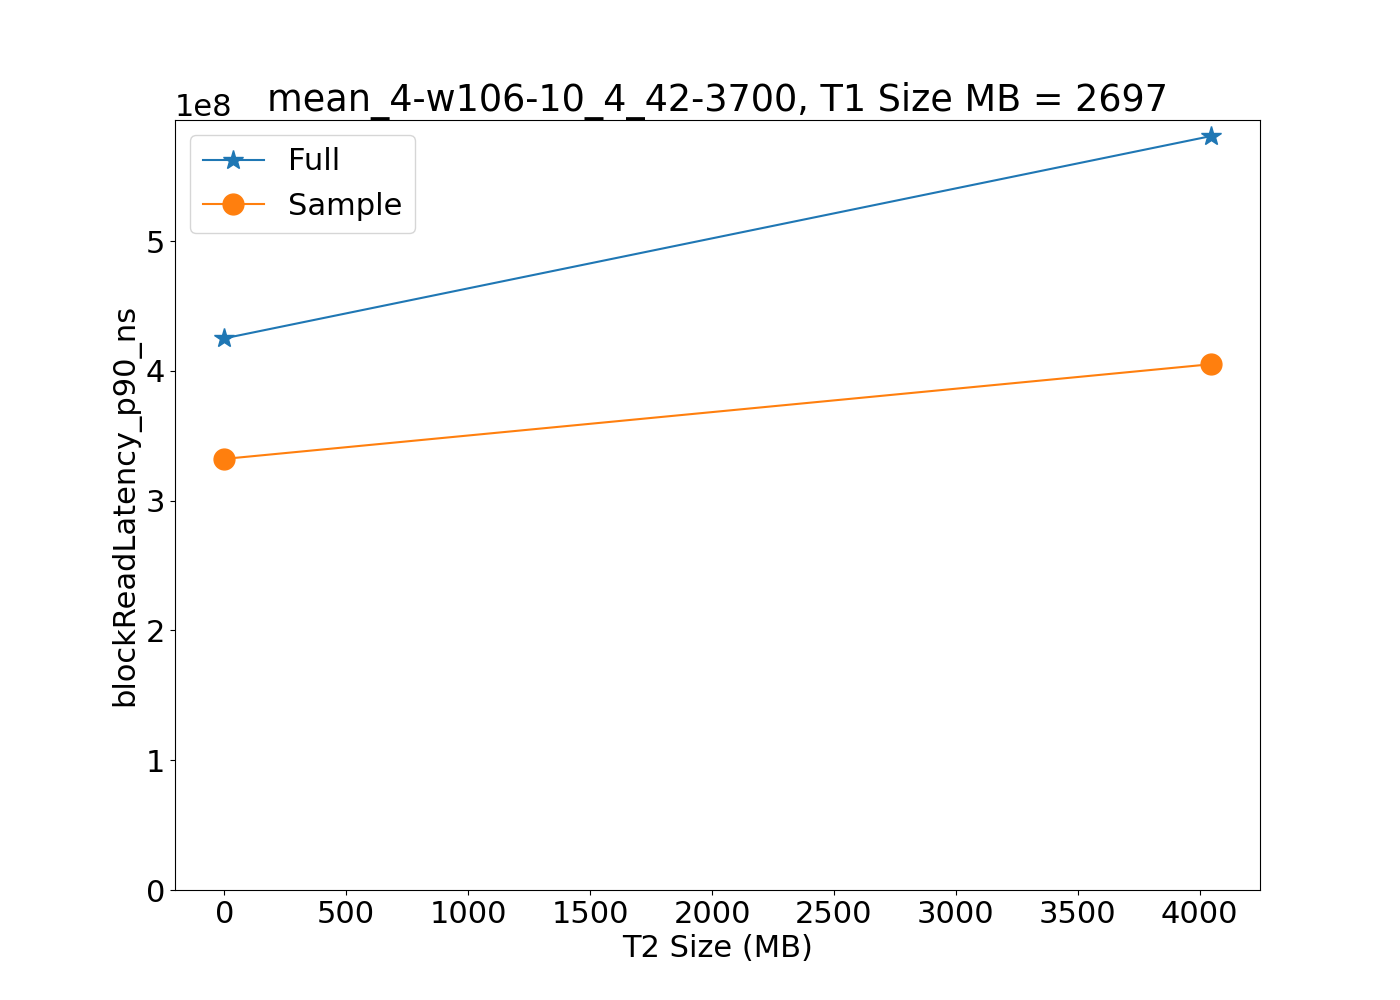 1e8
mean_4-w106-10_4_42-3700, T1 Size MB = 2697
Full
Sample
blockReadLatency_p90_ns
5
4
3
2
1
0
0 500 1000 1500 2000 2500 3000 3500 4000
T2 Size (MB)